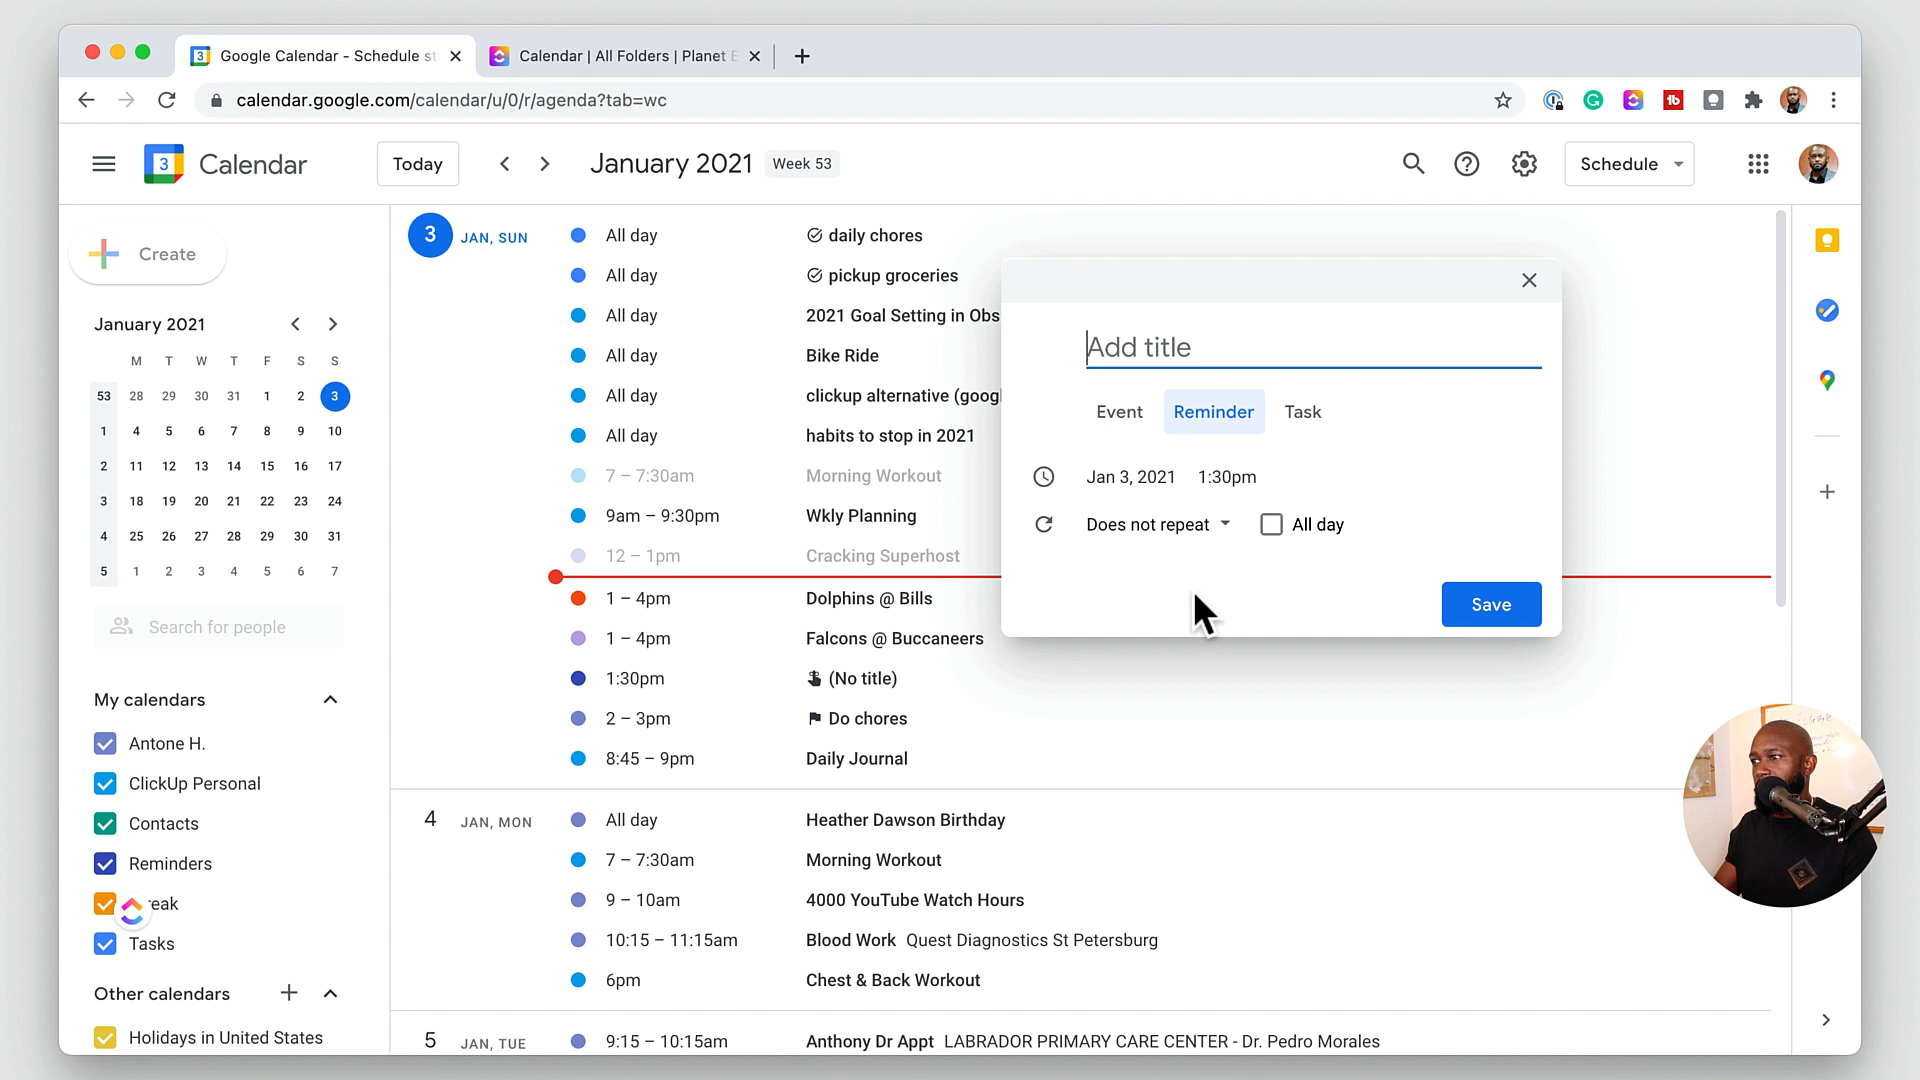 Google Calendar - Schedule st
Calendar | All Folders | Planet E
calendar.google.com/calendar/u/0/r/agenda?tab=wc
3 Calendar
Today
January 2021 Week 53
Schedule
Create
January 2021
M T W T F S S
53 28 29 30 31 1 2 3
1 4 5 6 7 8 9 10
2 11 12 13 14 15 16 17
3 18 19 20 21 22 23 24
4 25 26 27 28 29 30 31
5 1 2 3 4 5 6 7
Search for people
My calendars
Antone H.
ClickUp Personal
Contacts
Reminders
reak
Tasks
Other calendars
Holidays in United States
3 JAN, SUN
All day daily chores
All day pickup groceries
All day 2021 Goal Setting in Obs
All day Bike Ride
All day clickup alternative (goog
All day habits to stop in 2021
7 – 7:30am Morning Workout
9am – 9:30pm Wkly Planning
12 – 1pm Cracking Superhost
1 – 4pm Dolphins @ Bills
1 – 4pm Falcons @ Buccaneers
1:30pm (No title)
2 – 3pm Do chores
8:45 – 9pm Daily Journal
4 JAN, MON
All day Heather Dawson Birthday
7 – 7:30am Morning Workout
9 – 10am 4000 YouTube Watch Hours
10:15 – 11:15am Blood Work Quest Diagnostics St Petersburg
6pm Chest & Back Workout
5 JAN, TUE
9:15 – 10:15am Anthony Dr Appt LABRADOR PRIMARY CARE CENTER - Dr. Pedro Morales
Add title
Event Reminder Task
Jan 3, 2021 1:30pm
Does not repeat All day
Save